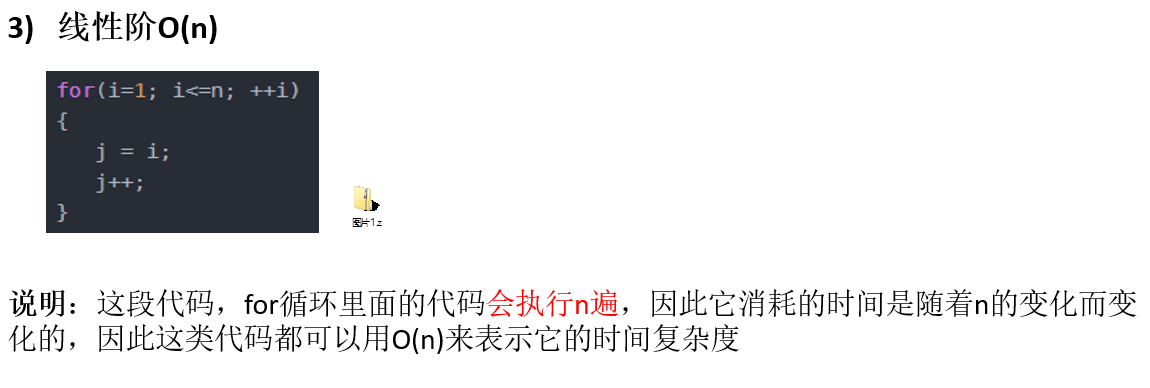 3) 线性阶O(n)
for(i=1; i<=n; ++i)
{
j = i;
j++;
}
图片1.z
说明：这段代码，for循环里面的代码会执行n遍，因此它消耗的时间是随着n的变化而变
化的，因此这类代码都可以用O(n)来表示它的时间复杂度